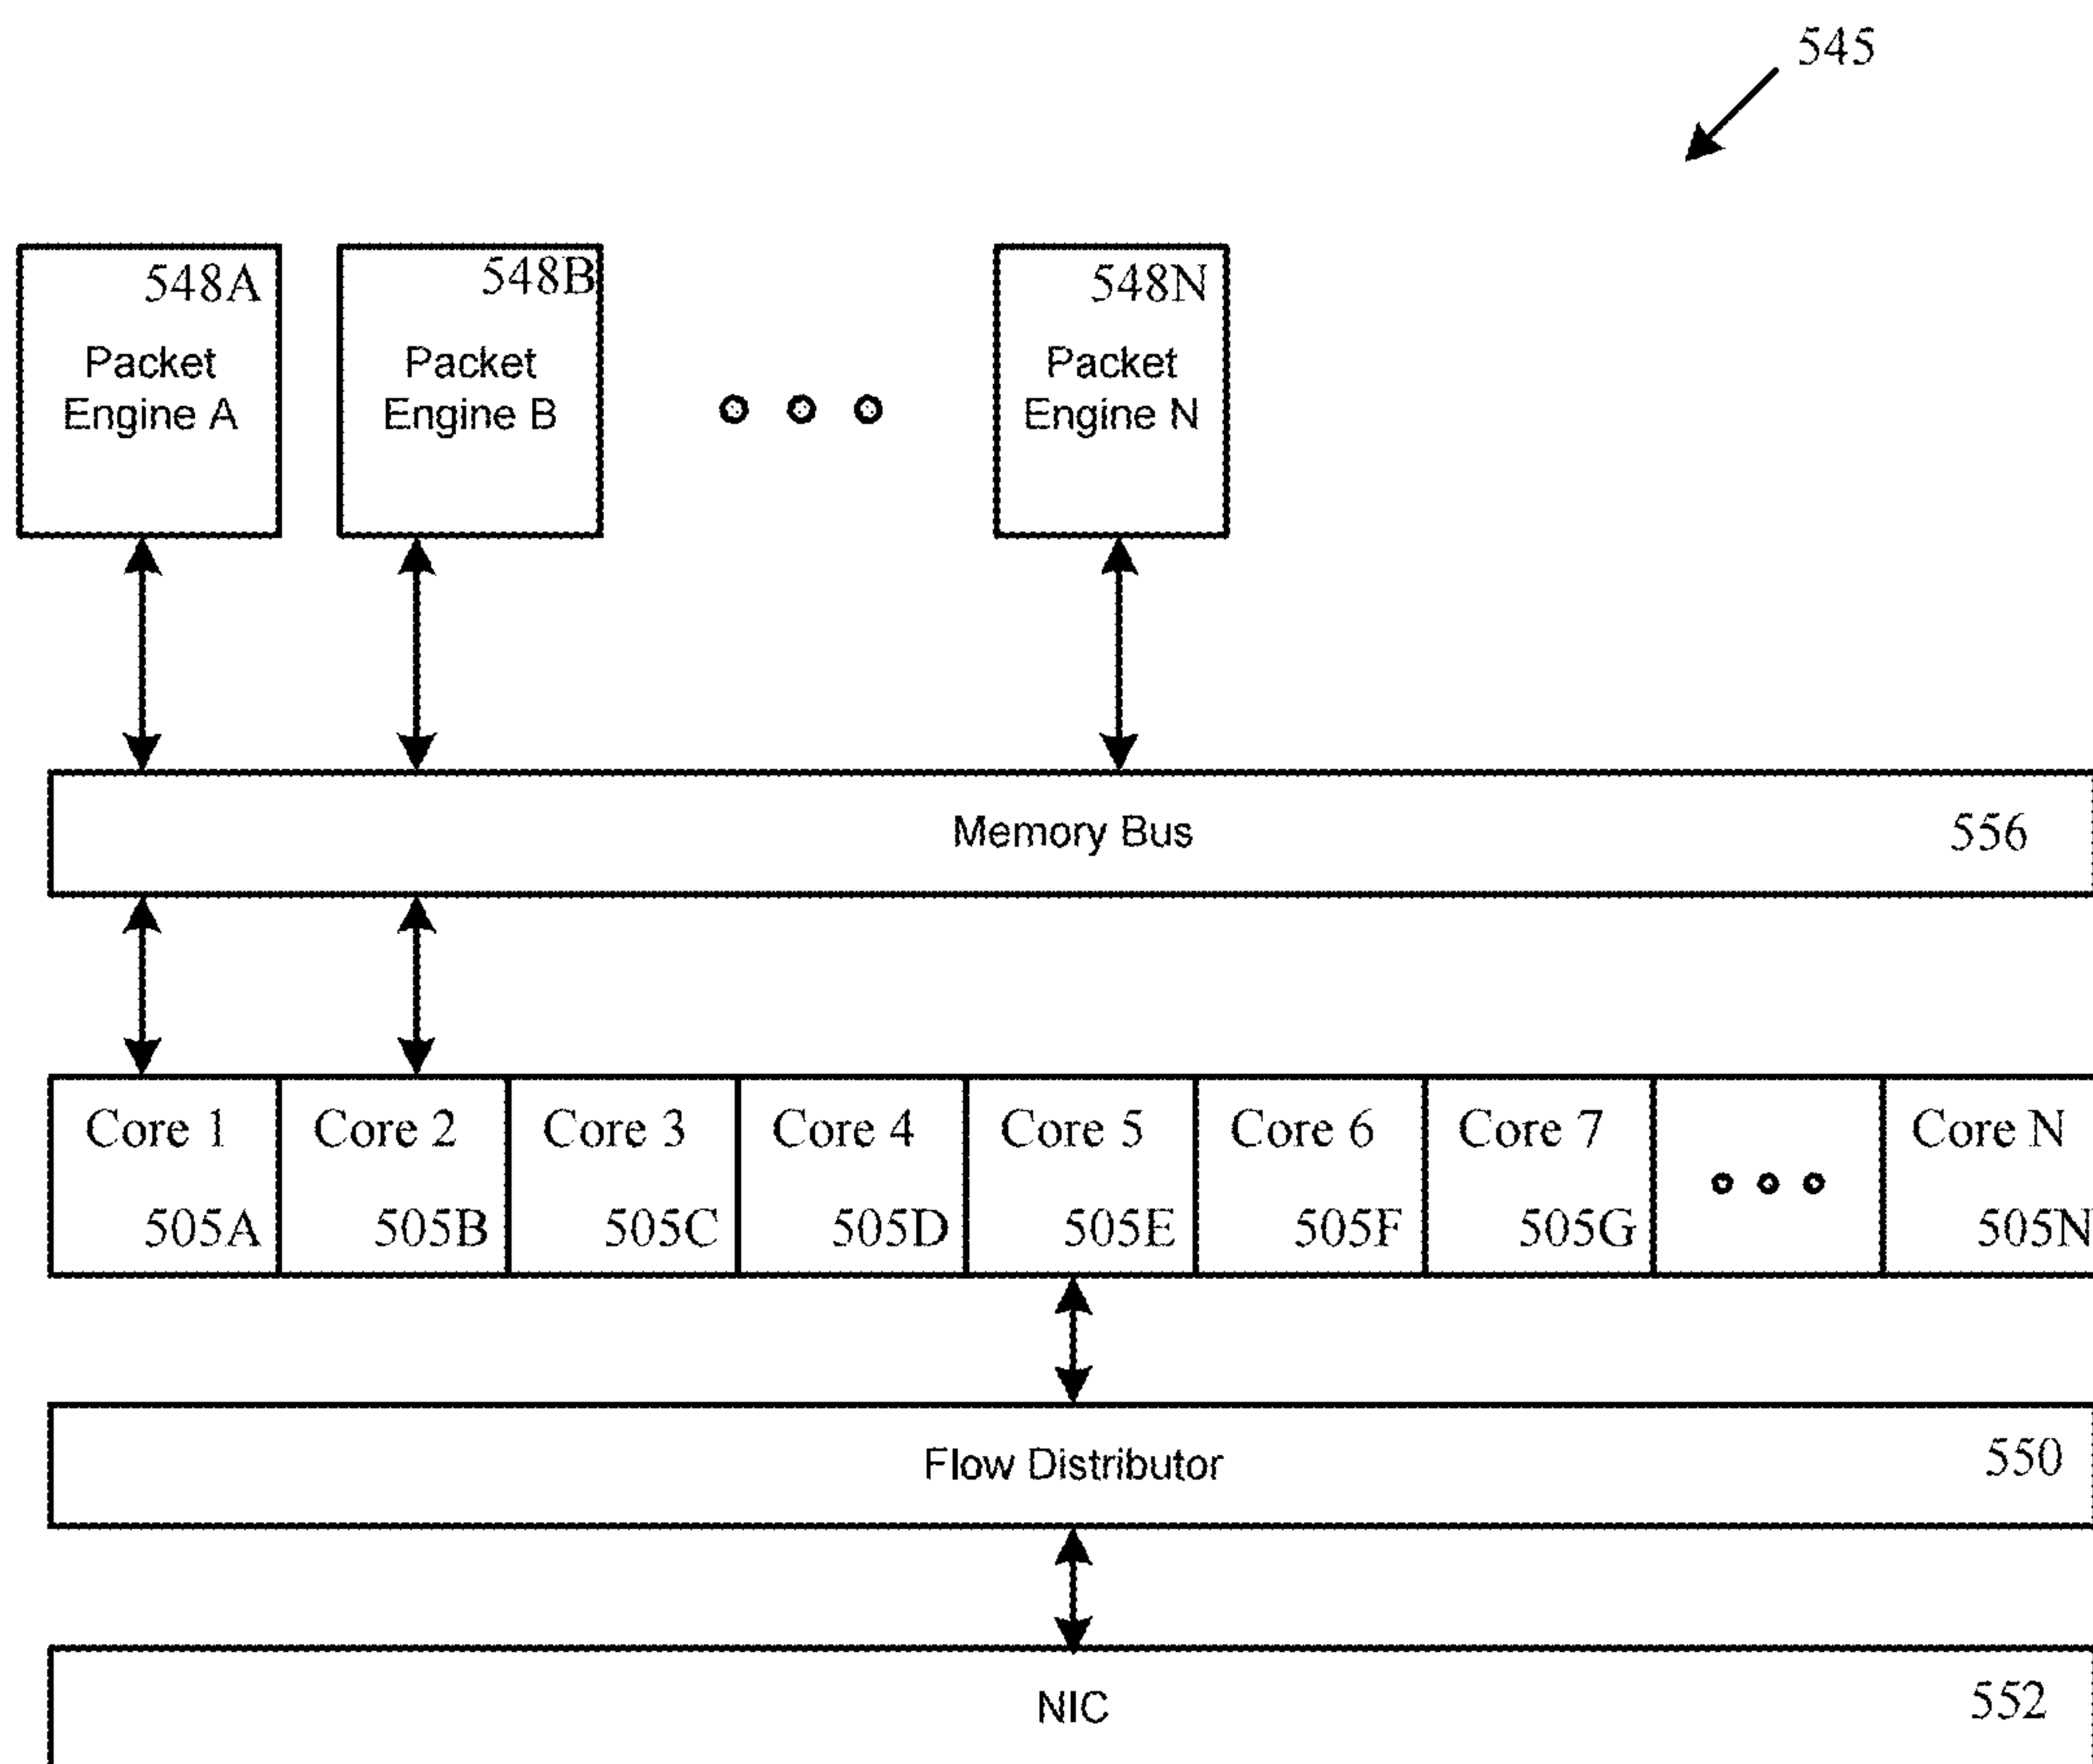 545
548A
Packet
Engine A
548B
Packet
Engine B
548N
Packet
Engine N
Memory Bus 556
Core 1
505A
Core 2
505B
Core 3
505C
Core 4
505D
Core 5
505E
Core 6
505F
Core 7
505G
Core N
505N
Flow Distributor 550
NIC 552